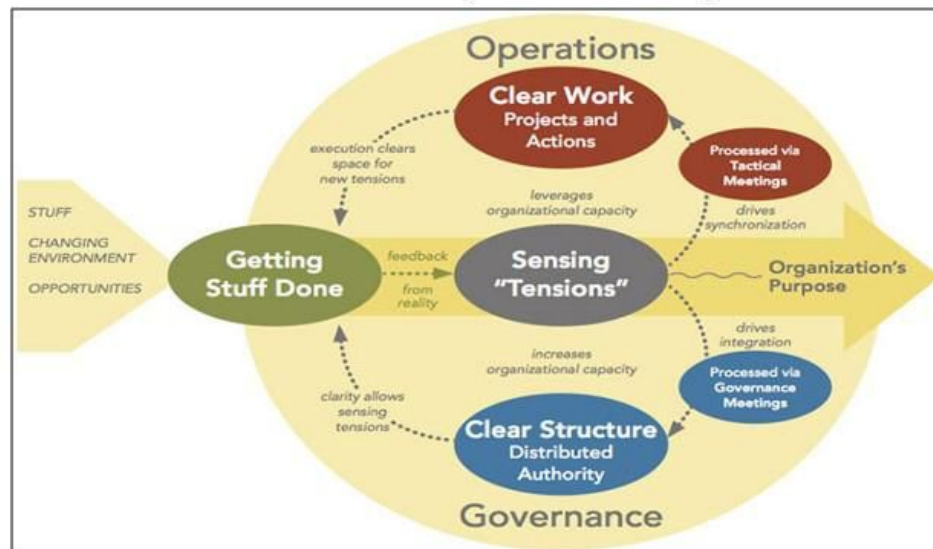 Operations
Clear Work
Projects and
Actions
Processed via
Tactical
Meetings
execution clears
space for
new tensions
leverages
organizational capacity
drives
synchronization
STUFF
CHANGING
ENVIRONMENT
OPPORTUNITIES
Getting
Stuff Done
feedback
from
reality
Sensing
"Tensions"
Organization's
Purpose
drives
integration
increases
organizational capacity
Processed via
Governance
Meetings
clarity allows
sensing
tensions
Clear Structure
Distributed
Authority
Governance